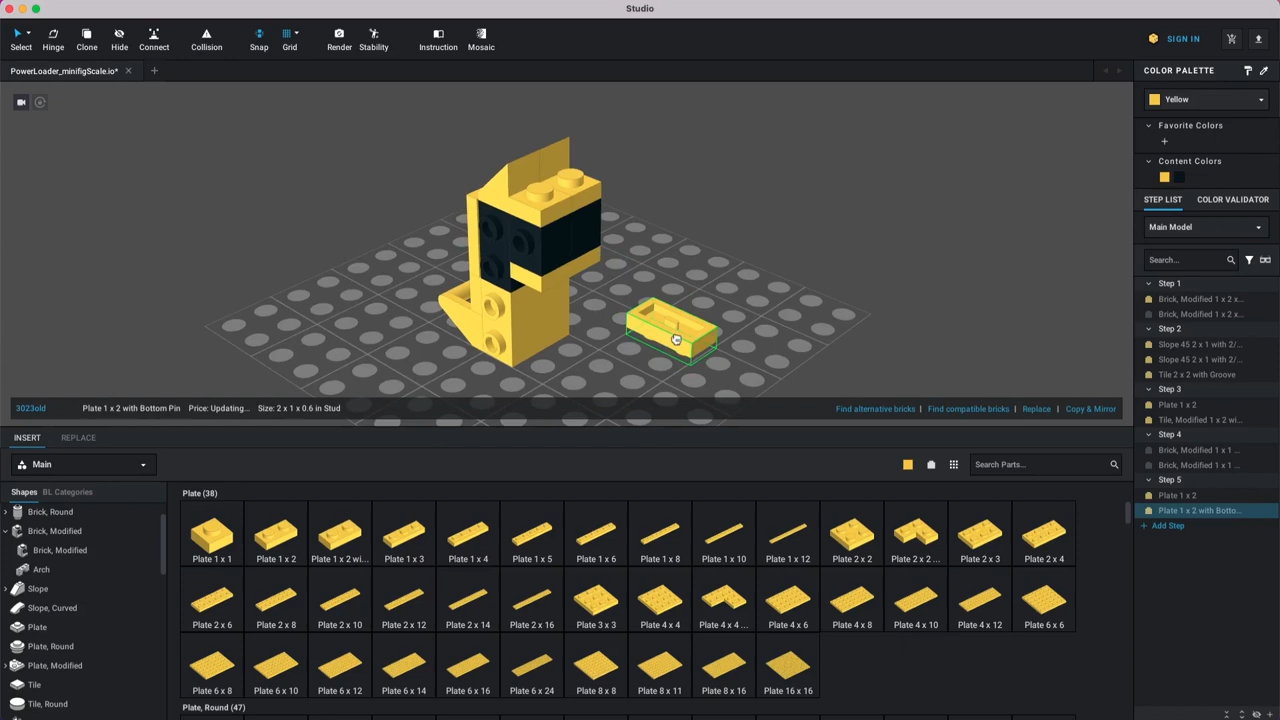 Studio
Select Hinge Clone Hide Connect Collision Snap Grid Render Stability Instruction Mosaic SIGN IN
PowerLoader_minifigScale.io*
COLOR PALETTE
Yellow
Favorite Colors
Content Colors
STEP LIST COLOR VALIDATOR
Main Model
Search...
Step 1
Brick, Modified 1 x 2 x...
Brick, Modified 1 x 2 x...
Step 2
Slope 45 2 x 1 with 2/...
Slope 45 2 x 1 with 2/...
Tile 2 x 2 with Groove
Step 3
Plate 1 x 2
Tile, Modified 1 x 2 wi...
Step 4
Brick, Modified 1 x 1 ...
Brick, Modified 1 x 1 ...
Step 5
Plate 1 x 2
Plate 1 x 2 with Botto...
+ Add Step
3023old Plate 1 x 2 with Bottom Pin Price: Updating... Size: 2 x 1 x 0.6 in Stud Find alternative bricks | Find compatible bricks | Replace | Copy & Mirror
INSERT REPLACE
Main
Search Parts...
Shapes BL Categories
Brick, Round
Brick, Modified
Brick, Modified
Arch
Slope
Slope, Curved
Plate
Plate, Round
Plate, Modified
Tile
Tile, Round
Plate (38)
Plate 1 x 1 Plate 1 x 2 Plate 1 x 2 wi... Plate 1 x 3 Plate 1 x 4 Plate 1 x 5 Plate 1 x 6 Plate 1 x 8 Plate 1 x 10 Plate 1 x 12 Plate 2 x 2 Plate 2 x 2 ... Plate 2 x 3 Plate 2 x 4
Plate 2 x 6 Plate 2 x 8 Plate 2 x 10 Plate 2 x 12 Plate 2 x 14 Plate 2 x 16 Plate 3 x 3 Plate 4 x 4 Plate 4 x 4 ... Plate 4 x 6 Plate 4 x 8 Plate 4 x 10 Plate 4 x 12 Plate 6 x 6
Plate 6 x 8 Plate 6 x 10 Plate 6 x 12 Plate 6 x 14 Plate 6 x 16 Plate 6 x 24 Plate 8 x 8 Plate 8 x 11 Plate 8 x 16 Plate 16 x 16
Plate, Round (47)